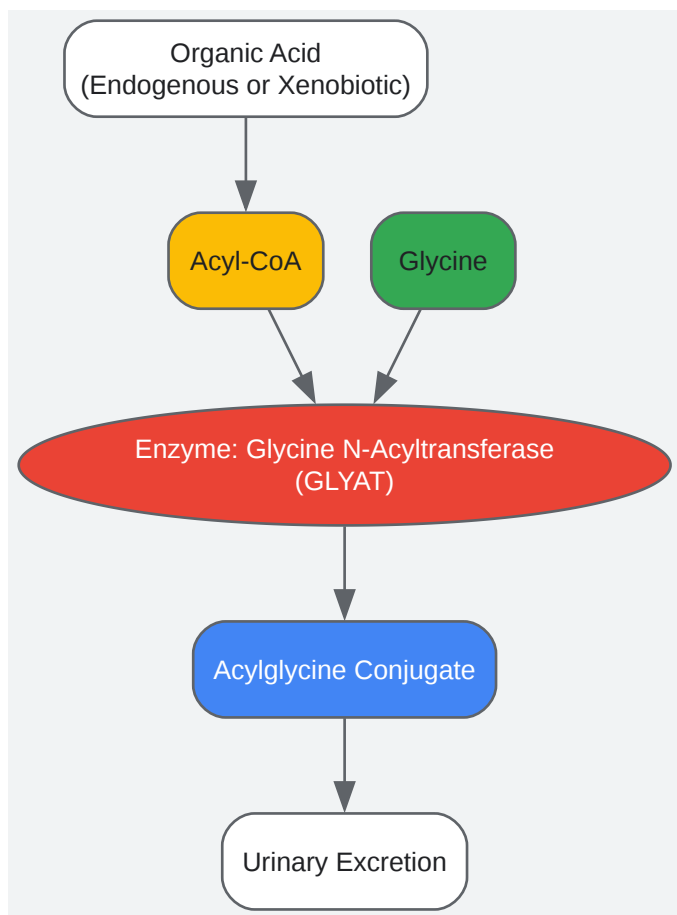 Organic Acid
(Endogenous or Xenobiotic)
Acyl-CoA
Glycine
Enzyme: Glycine N-Acyltransferase
(GLYAT)
Acylglycine Conjugate
Urinary Excretion